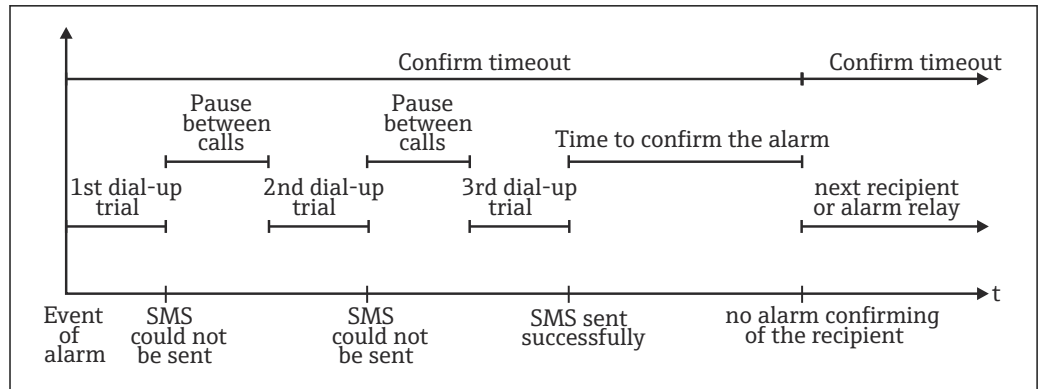 Confirm timeout
Confirm timeout
Pause
between
calls
Pause
between
calls
Time to confirm the alarm
1st dial-up
trial
2nd dial-up
trial
3rd dial-up
trial
next recipient
or alarm relay
t
Event
of
alarm
SMS
could not
be sent
SMS
could not
be sent
SMS sent
successfully
no alarm confirming
of the recipient